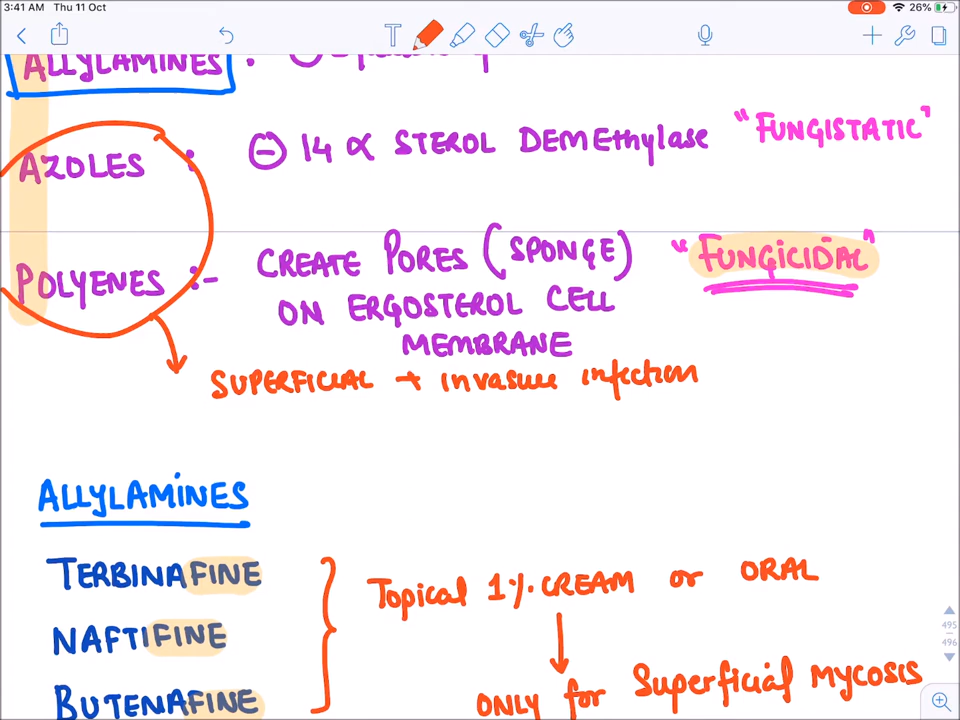 3:41 AM Thu 11 Oct
26%
ALLYLAMINES :
AZOLES : ⊖ 14 α STEROL DEMEthylase "FUNGISTATIC"
POLYENES :- CREATE PORES (SPONGE) "FUNGICIDAL"
ON ERGOSTEROL CELL
MEMBRANE
SUPERFICIAL + invasive infection
ALLYLAMINES
TERBINAFINE
NAFTIFINE
BUTENAFINE
Topical 1% CREAM or ORAL
ONLY for Superficial MYCOSIS
495
496